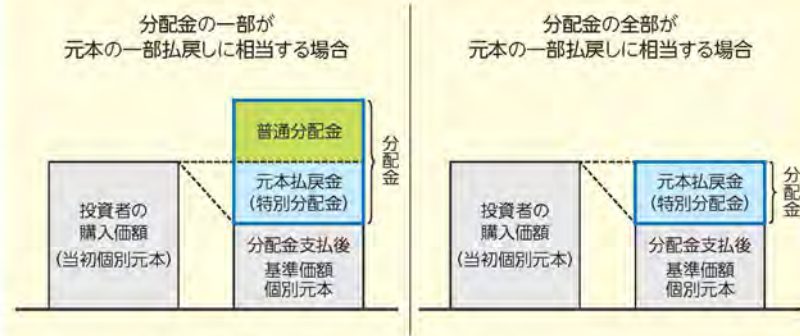 分配金の一部が
元本の一部払戻しに相当する場合
普通分配金
元本払戻金
(特別分配金)
分配金
投資者の
購入価額
(当初個別元本)
分配金支払後
基準価額
個別元本
分配金の全部が
元本の一部払戻しに相当する場合
元本払戻金
(特別分配金)
分配金
投資者の
購入価額
(当初個別元本)
分配金支払後
基準価額
個別元本